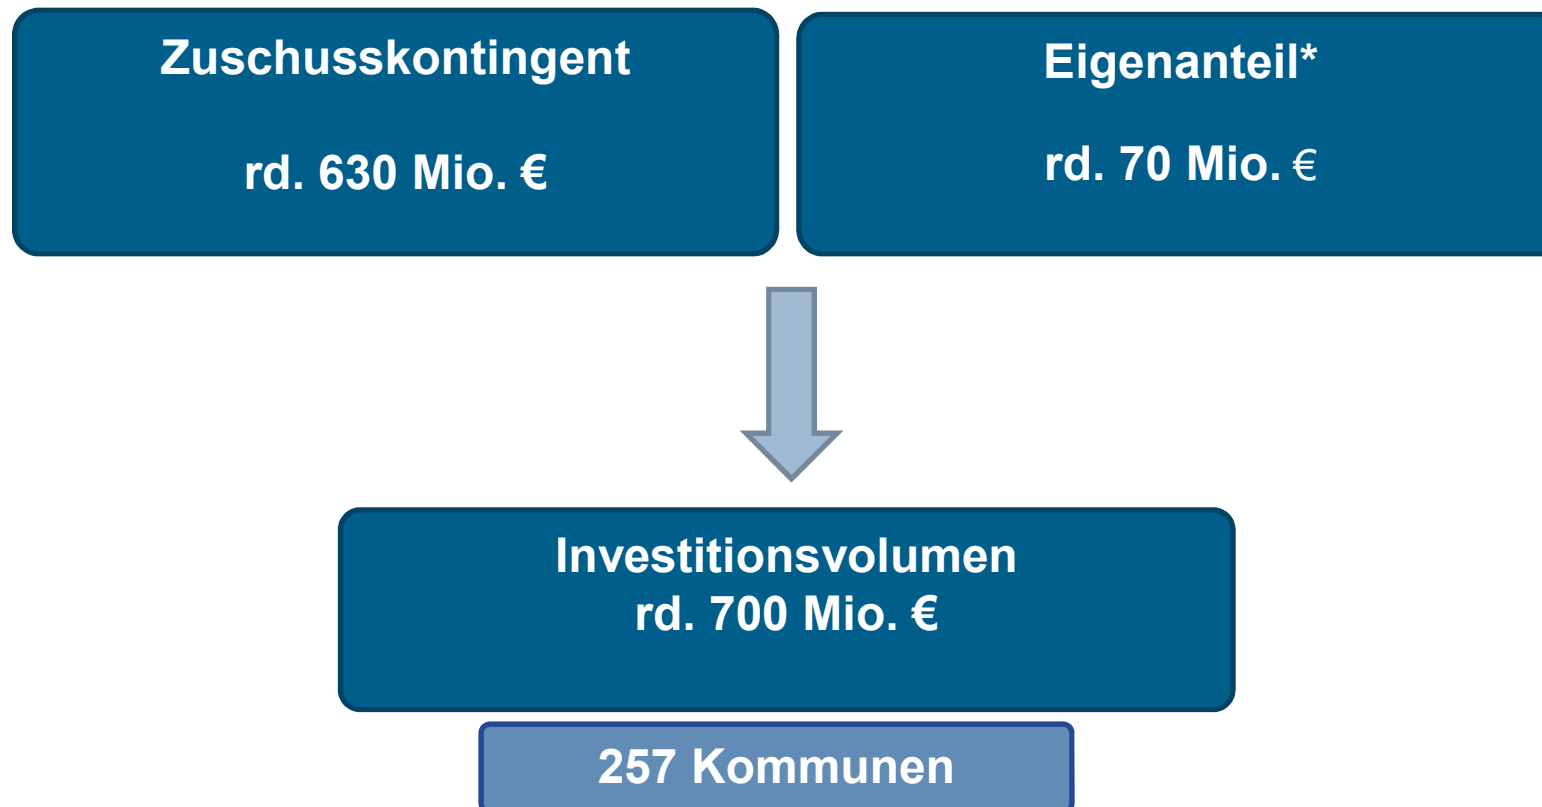 Zuschusskontingent
rd. 630 Mio. €
Eigenanteil*
rd. 70 Mio. €
Investitionsvolumen
rd. 700 Mio. €
257 Kommunen